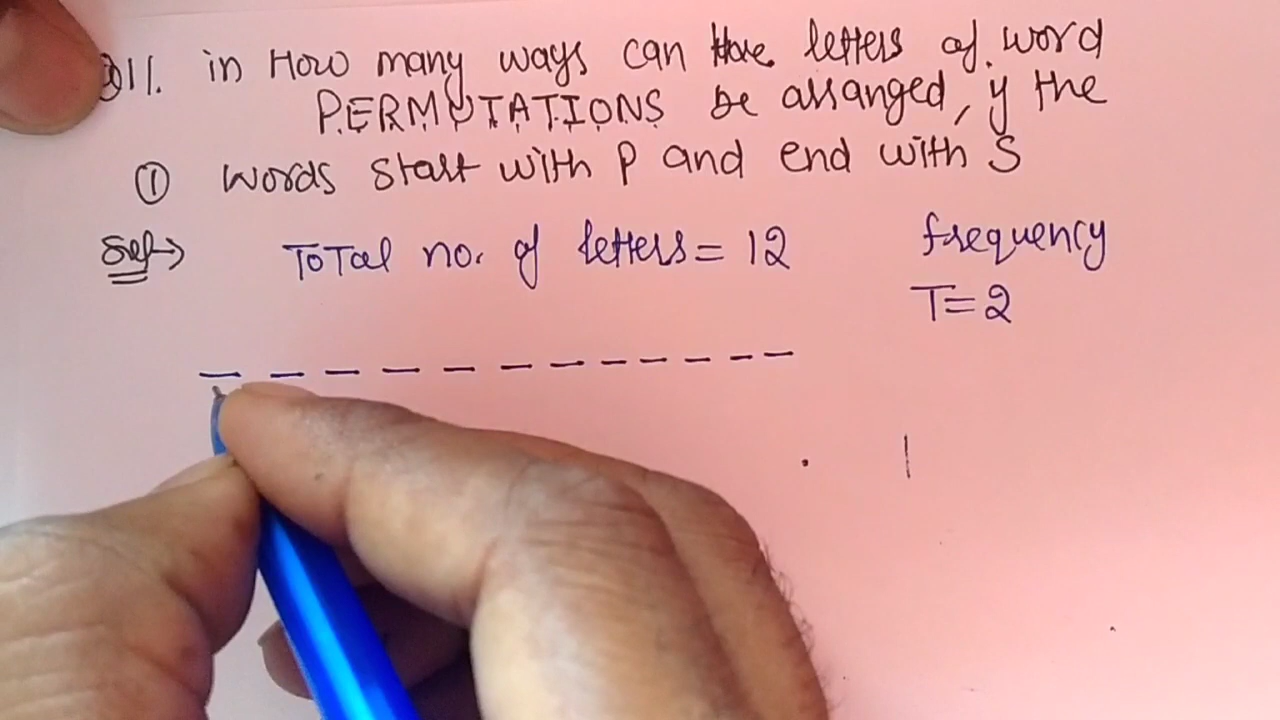 Q11. in How many ways can the letters of word
PERMUTATIONS be arranged, if the
① words start with P and end with S
Sol→ Total no. of letters = 12 frequency
T=2